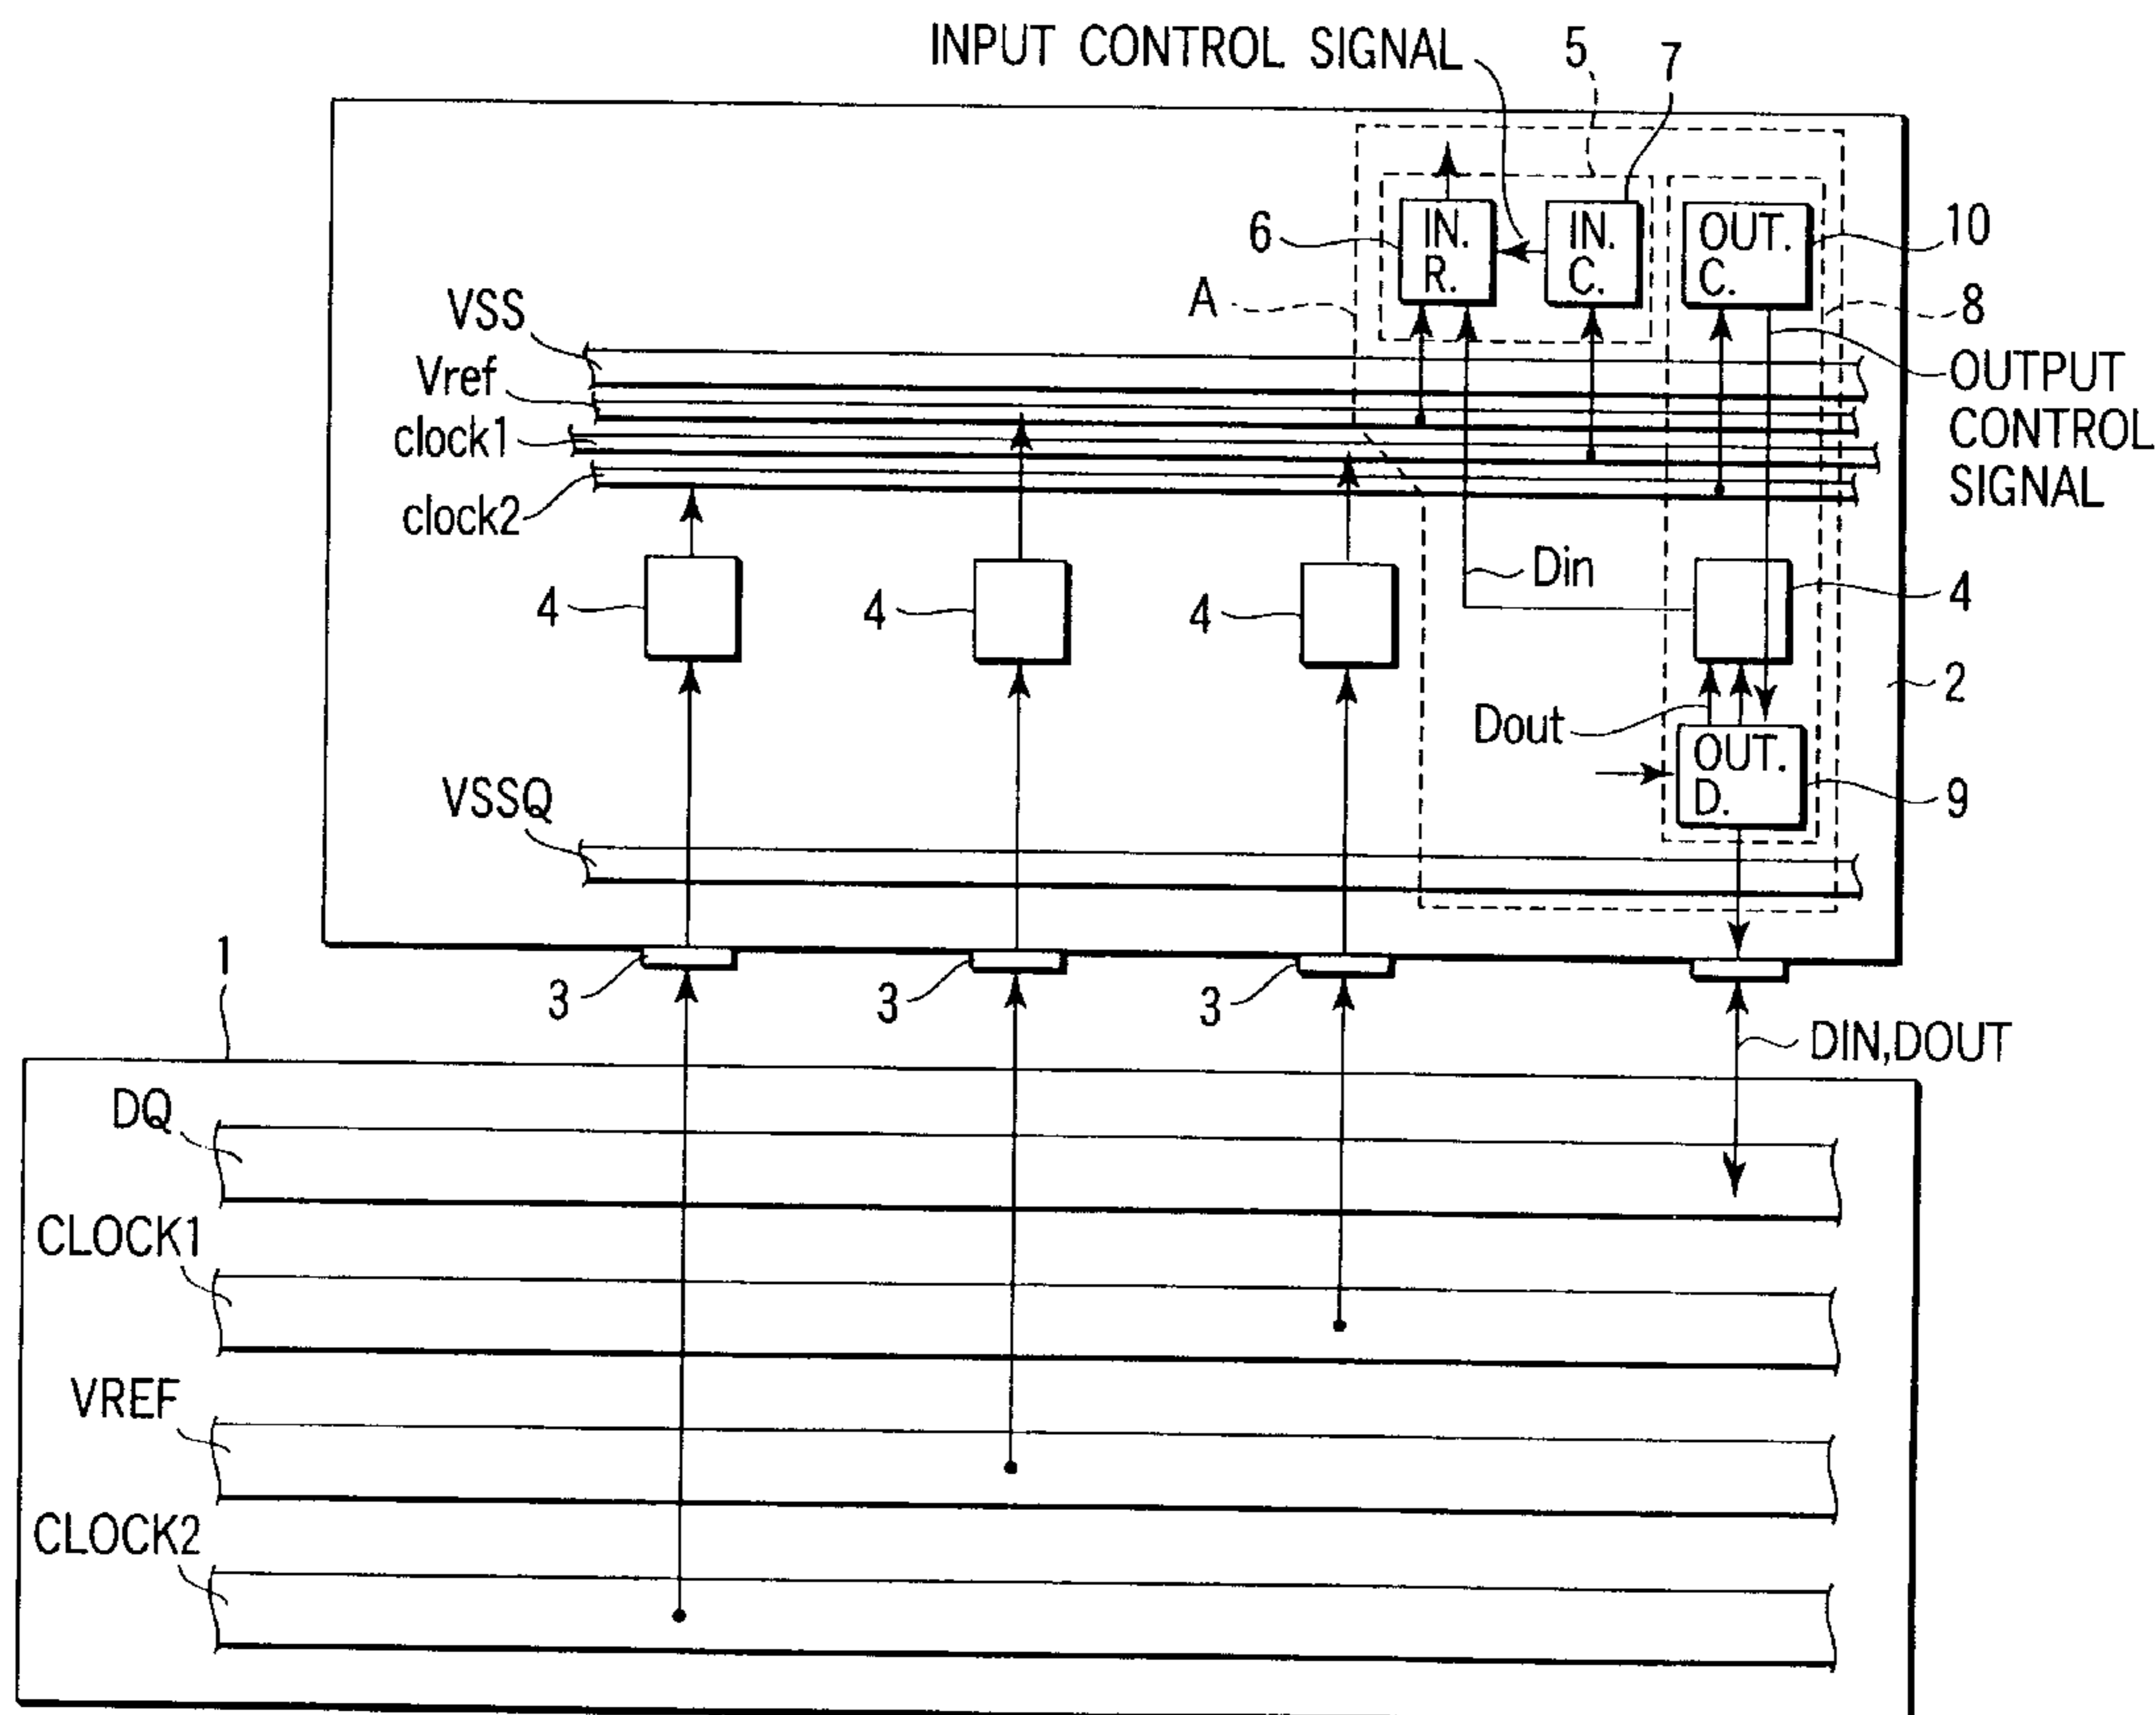 INPUT CONTROL SIGNAL
5
7
6
IN.
R.
IN.
C.
OUT.
C.
10
A
8
VSS
Vref
clock1
clock2
OUTPUT
CONTROL
SIGNAL
Din
4
4
4
4
2
Dout
OUT.
D.
9
VSSQ
1
3
3
3
DIN,DOUT
DQ
CLOCK1
VREF
CLOCK2